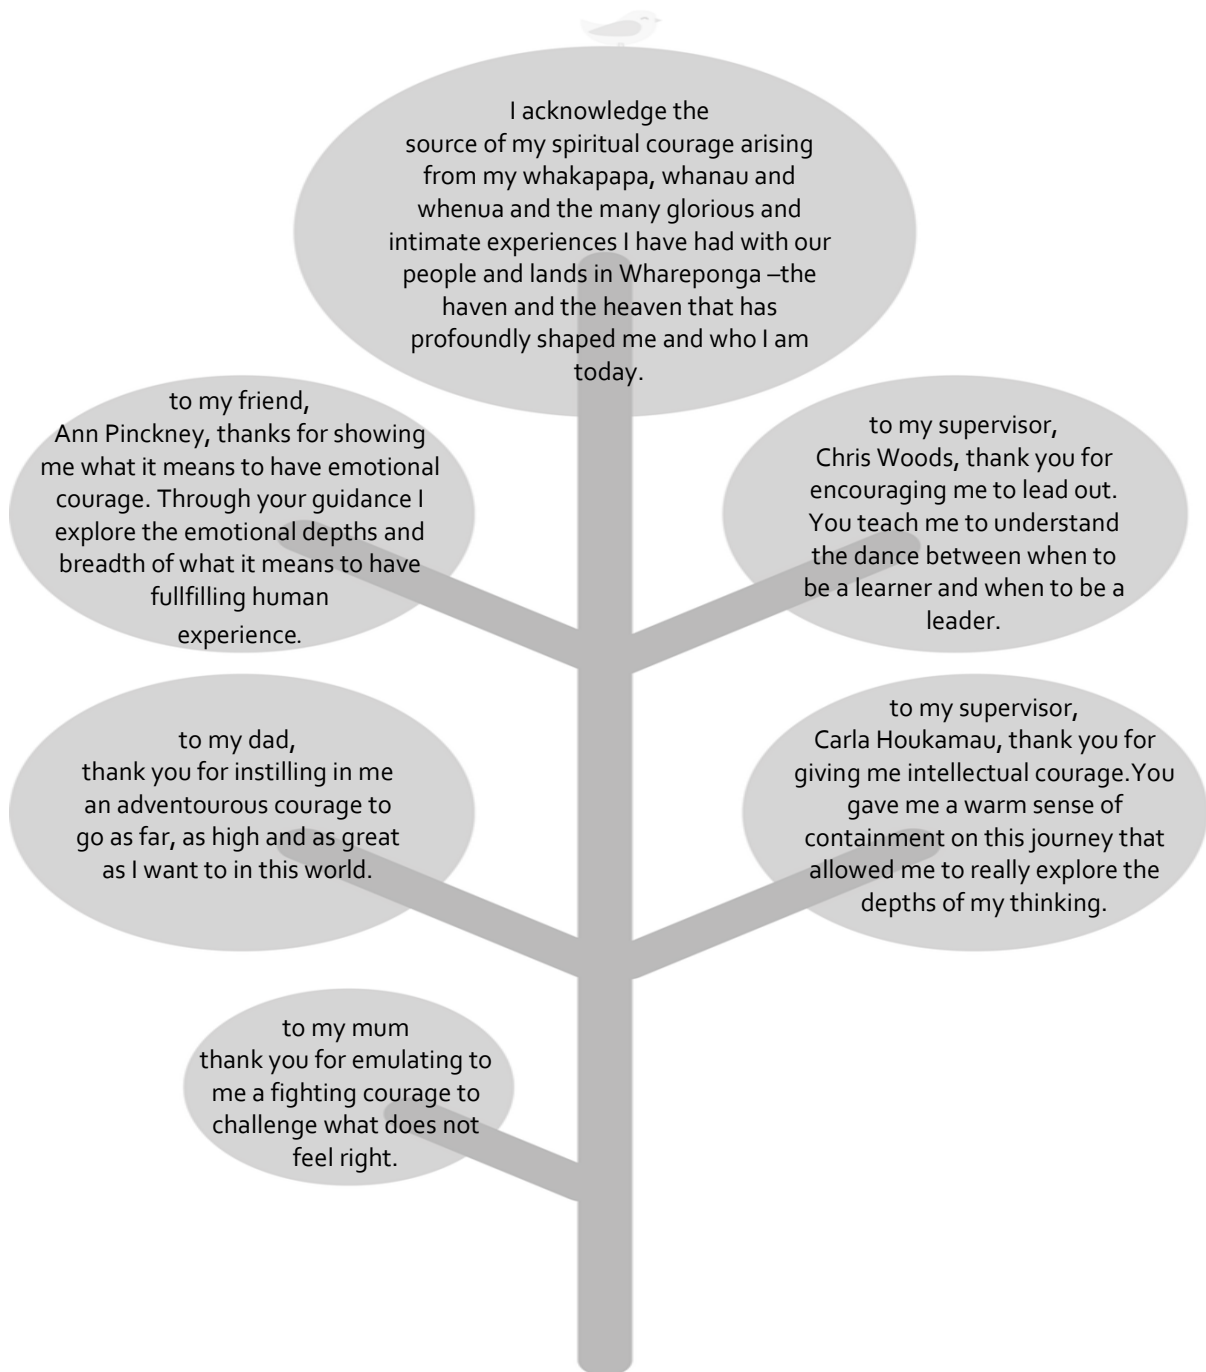 I acknowledge the
source of my spiritual courage arising
from my whakapapa, whanau and
whenua and the many glorious and
intimate experiences I have had with our
people and lands in Whareponga –the
haven and the heaven that has
profoundly shaped me and who I am
today.
to my friend,
Ann Pinckney, thanks for showing
me what it means to have emotional
courage. Through your guidance I
explore the emotional depths and
breadth of what it means to have
fullfilling human
experience.
to my supervisor,
Chris Woods, thank you for
encouraging me to lead out.
You teach me to understand
the dance between when to
be a learner and when to be a
leader.
to my dad,
thank you for instilling in me
an adventourous courage to
go as far, as high and as great
as I want to in this world.
to my supervisor,
Carla Houkamau, thank you for
giving me intellectual courage.You
gave me a warm sense of
containment on this journey that
allowed me to really explore the
depths of my thinking.
to my mum
thank you for emulating to
me a fighting courage to
challenge what does not
feel right.